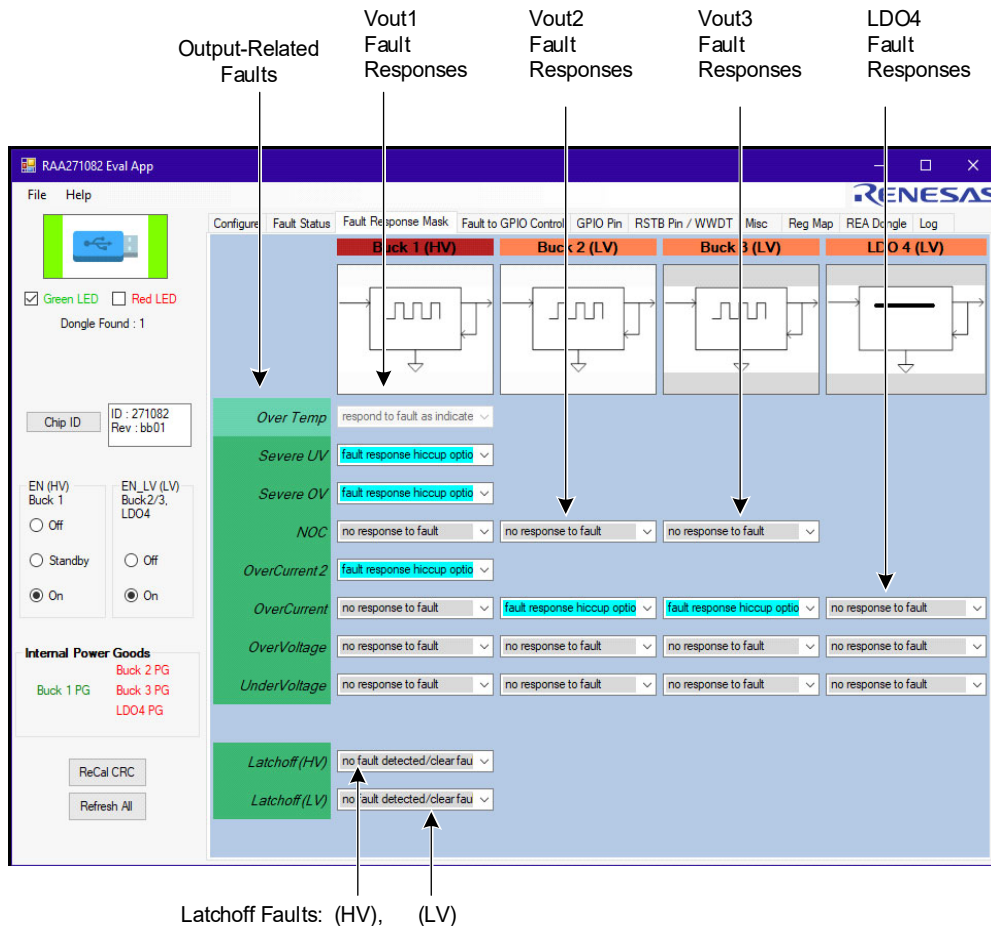 Output-Related
Faults
Vout1
Fault
Responses
Vout2
Fault
Responses
Vout3
Fault
Responses
LDO4
Fault
Responses
RAA271082 Eval App
File Help
RENESAS
Configure Fault Status Fault Response Mask Fault to GPIO Control GPIO Pin RSTB Pin / WWDT Misc Reg Map REA Dongle Log
Buck 1 (HV) Buck 2 (LV) Buck 3 (LV) LDO 4 (LV)
Green LED Red LED
Dongle Found : 1
Chip ID
ID : 271082
Rev : bb01
EN (HV)
Buck 1
Off
Standby
On
EN_LV (LV)
Buck2/3,
LDO4
Off
On
Internal Power Goods
Buck 1 PG
Buck 2 PG
Buck 3 PG
LDO4 PG
ReCal CRC
Refresh All
Over Temp respond to fault as indicate
Severe UV fault response hiccup optio
Severe OV fault response hiccup optio
NOC no response to fault no response to fault no response to fault
OverCurrent2 fault response hiccup optio
OverCurrent no response to fault fault response hiccup optio fault response hiccup optio no response to fault
OverVoltage no response to fault no response to fault no response to fault no response to fault
UnderVoltage no response to fault no response to fault no response to fault no response to fault
Latchoff (HV) no fault detected/clear fau
Latchoff (LV) no fault detected/clear fau
Latchoff Faults: (HV), (LV)